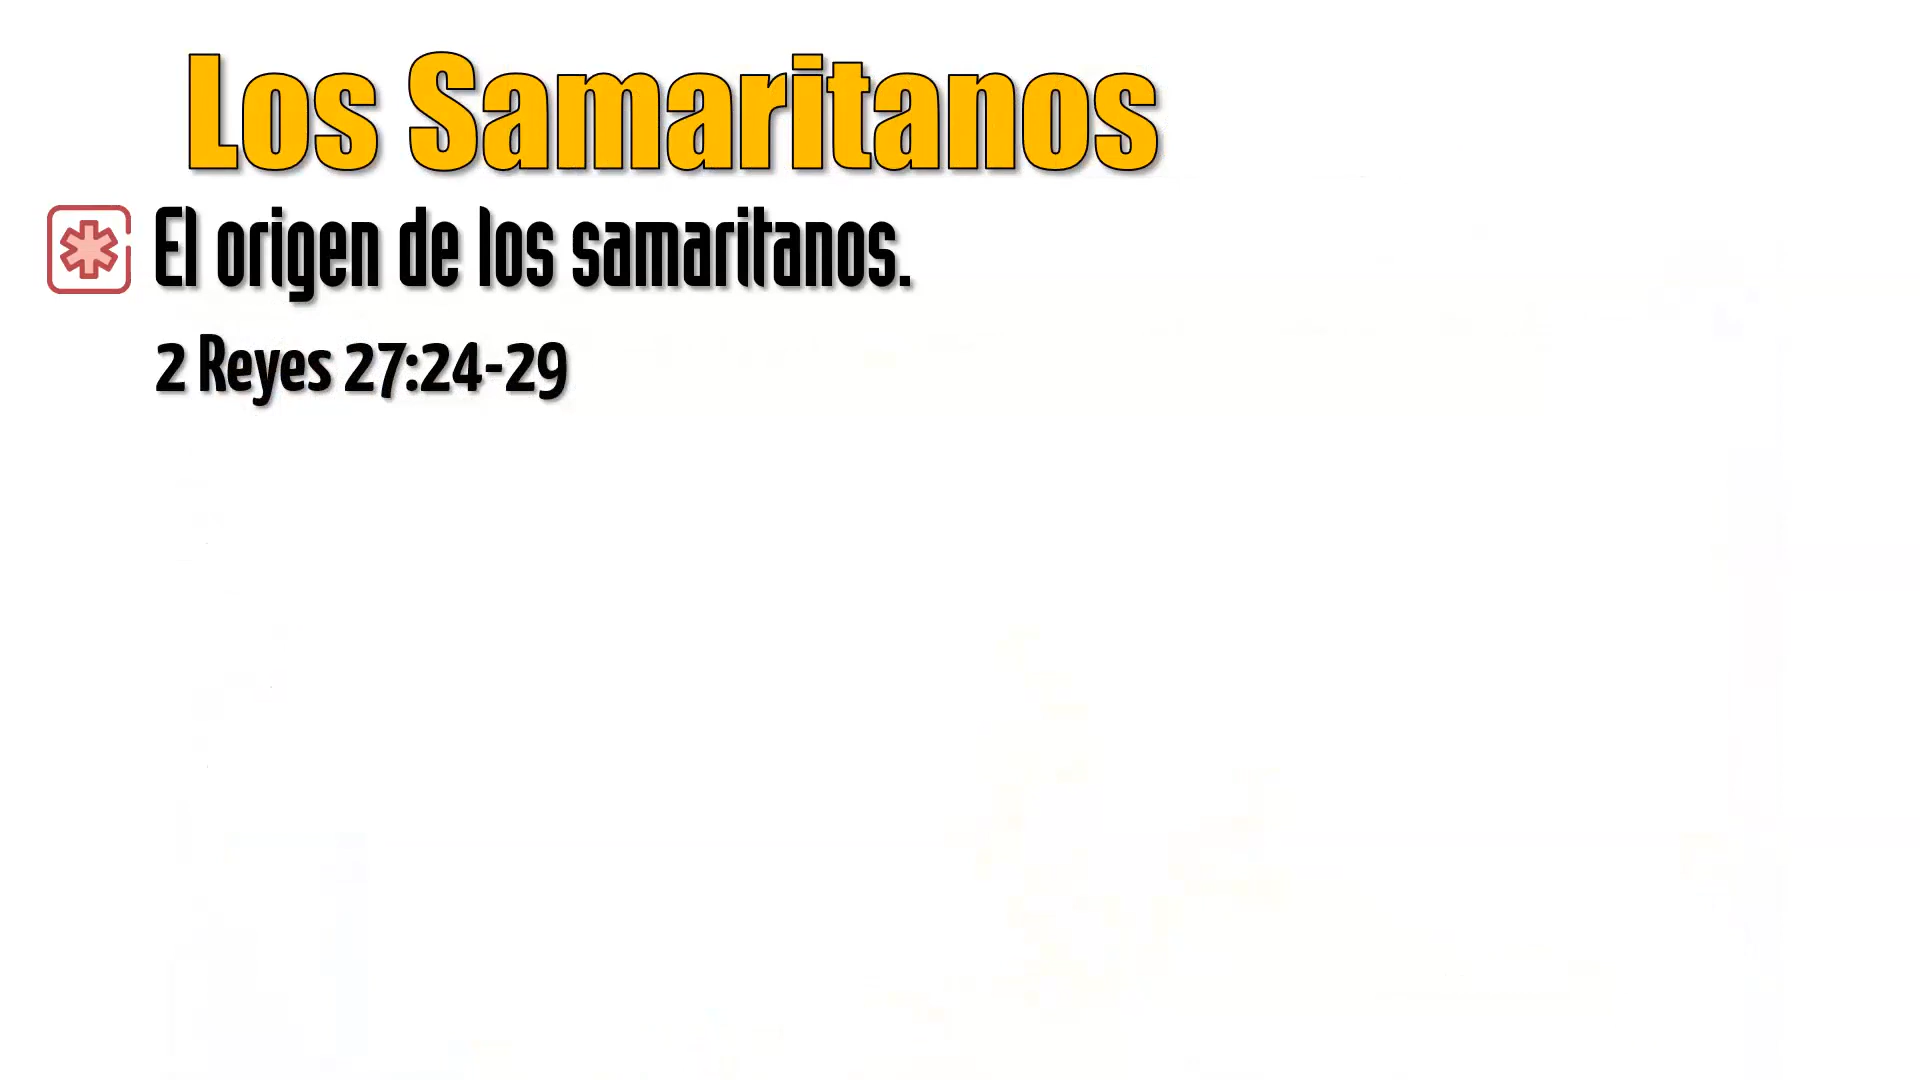 Los Samaritanos
El origen de los samaritanos.
2 Reyes 27:24-29